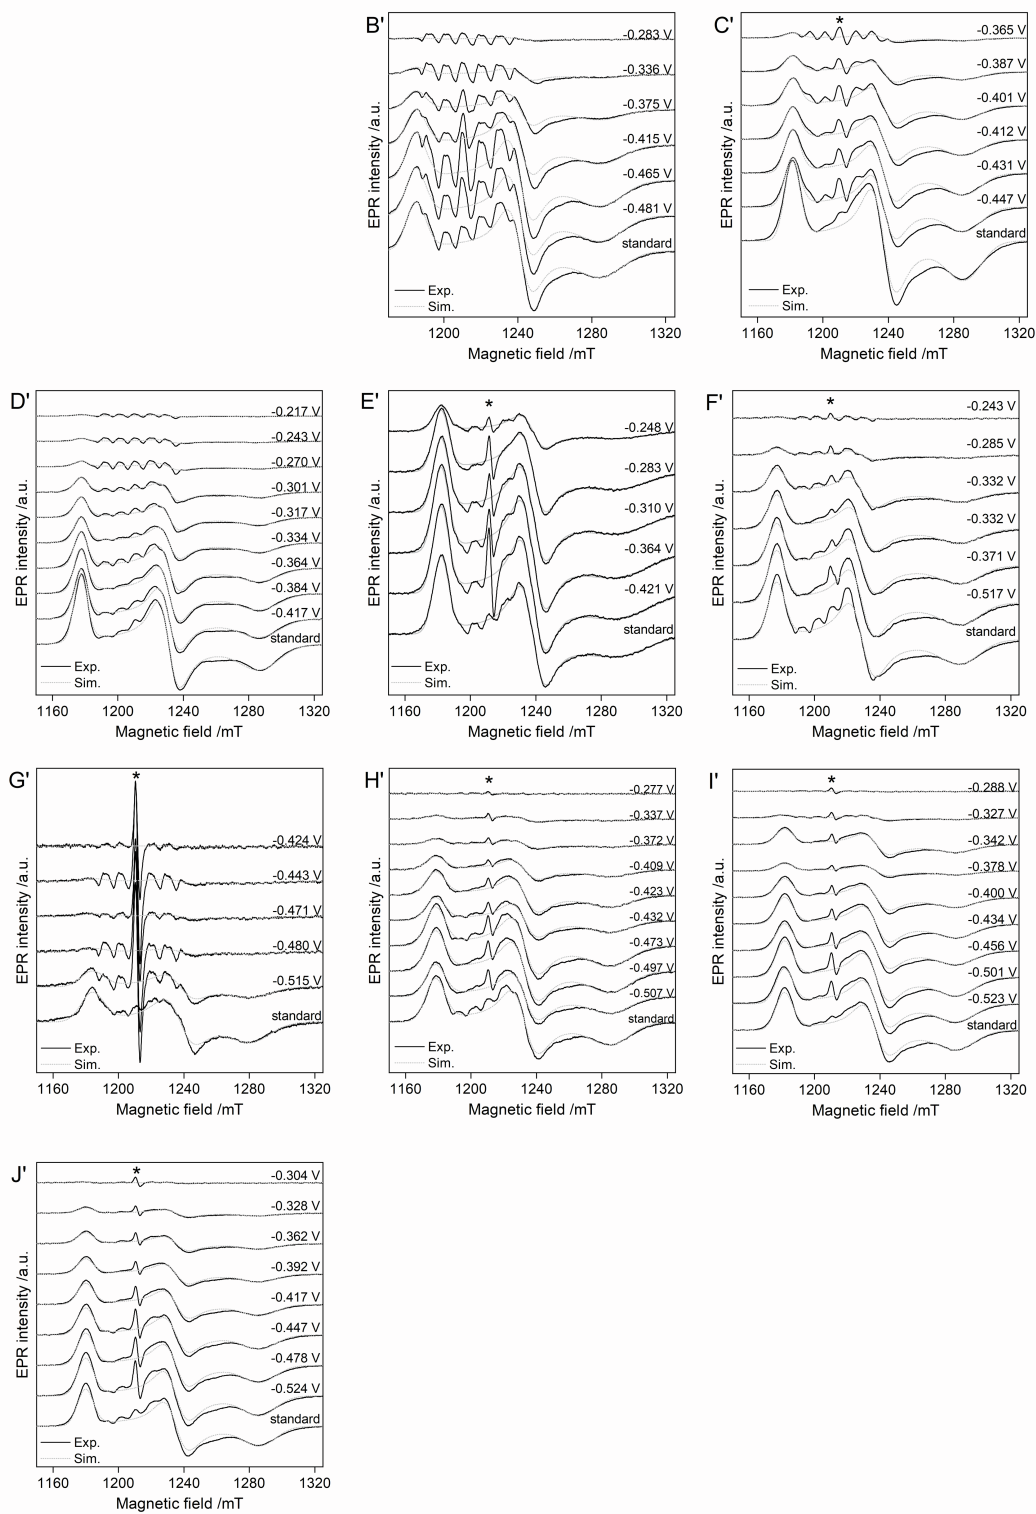 B'
-0.283 V
-0.336 V
-0.375 V
-0.415 V
-0.465 V
-0.481 V
standard
Exp.
Sim.
EPR intensity /a.u.
1200 1240 1280 1320
Magnetic field /mT
C'
*
-0.365 V
-0.387 V
-0.401 V
-0.412 V
-0.431 V
-0.447 V
standard
Exp.
Sim.
EPR intensity /a.u.
1160 1200 1240 1280 1320
Magnetic field /mT
D'
-0.217 V
-0.243 V
-0.270 V
-0.301 V
-0.317 V
-0.334 V
-0.364 V
-0.384 V
-0.417 V
standard
Exp.
Sim.
EPR intensity /a.u.
1160 1200 1240 1280 1320
Magnetic field /mT
E'
*
-0.248 V
-0.283 V
-0.310 V
-0.364 V
-0.421 V
standard
Exp.
Sim.
EPR intensity /a.u.
1160 1200 1240 1280 1320
Magnetic field /mT
F'
*
-0.243 V
-0.285 V
-0.332 V
-0.332 V
-0.371 V
-0.517 V
standard
Exp.
Sim.
EPR intensity /a.u.
1160 1200 1240 1280 1320
Magnetic field /mT
G'
*
-0.424 V
-0.443 V
-0.471 V
-0.480 V
-0.515 V
standard
Exp.
Sim.
EPR intensity /a.u.
1160 1200 1240 1280 1320
Magnetic field /mT
H'
*
-0.277 V
-0.337 V
-0.372 V
-0.409 V
-0.423 V
-0.432 V
-0.473 V
-0.497 V
-0.507 V
standard
Exp.
Sim.
EPR intensity /a.u.
1160 1200 1240 1280 1320
Magnetic field /mT
I'
*
-0.288 V
-0.327 V
-0.342 V
-0.378 V
-0.400 V
-0.434 V
-0.456 V
-0.501 V
-0.523 V
standard
Exp.
Sim.
EPR intensity /a.u.
1160 1200 1240 1280 1320
Magnetic field /mT
J'
*
-0.304 V
-0.328 V
-0.362 V
-0.392 V
-0.417 V
-0.447 V
-0.478 V
-0.524 V
standard
Exp.
Sim.
EPR intensity /a.u.
1160 1200 1240 1280 1320
Magnetic field /mT